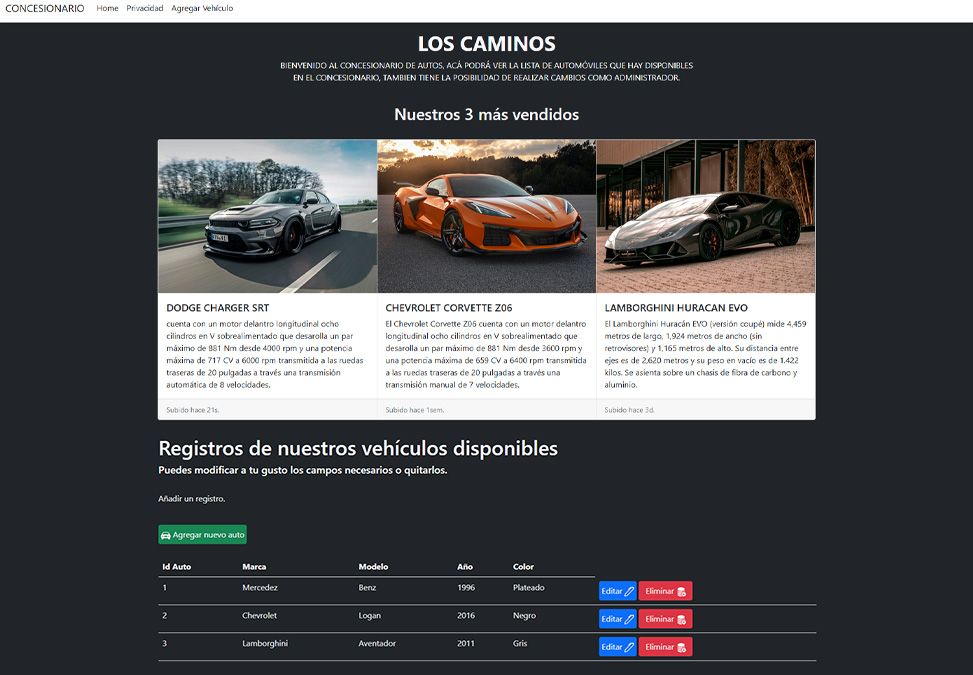 CONCESIONARIO Home Privacidad Agregar Vehículo
LOS CAMINOS
BIENVENIDO AL CONCESIONARIO DE AUTOS, ACÁ PODRÁ VER LA LISTA DE AUTOMÓVILES QUE HAY DISPONIBLES
EN EL CONCESIONARIO, TAMBIEN TIENE LA POSIBILIDAD DE REALIZAR CAMBIOS COMO ADMINISTRADOR.
Nuestros 3 más vendidos
DODGE CHARGER SRT
cuenta con un motor delantro longitudinal ocho
cilindros en V sobrealimentado que desarolla un par
máximo de 881 Nm desde 4000 rpm y una potencia
máxima de 717 CV a 6000 rpm transmitida a las ruedas
traseras de 20 pulgadas a través una transmisión
automática de 8 velocidades.
Subido hace 21s.
CHEVROLET CORVETTE Z06
El Chevrolet Corvette Z06 cuenta con un motor delantro
longitudinal ocho cilindros en V sobrealimentado que
desarolla un par máximo de 881 Nm desde 3600 rpm y
una potencia máxima de 659 CV a 6400 rpm transmitida
a las ruedas traseras de 20 pulgadas a través una
transmisión manual de 7 velocidades.
Subido hace 1sem.
LAMBORGHINI HURACAN EVO
El Lamborghini Huracán EVO (versión coupé) mide 4,459
metros de largo, 1,924 metros de ancho (sin
retrovisores) y 1,165 metros de alto. Su distancia entre
ejes es de 2,620 metros y su peso en vacío es de 1.422
kilos. Se asienta sobre un chasis de fibra de carbono y
aluminio.
Subido hace 3d.
Registros de nuestros vehículos disponibles
Puedes modificar a tu gusto los campos necesarios o quitarlos.
Añadir un registro.
Agregar nuevo auto
Id Auto Marca Modelo Año Color
1 Mercedez Benz 1996 Plateado Editar Eliminar
2 Chevrolet Logan 2016 Negro Editar Eliminar
3 Lamborghini Aventador 2011 Gris Editar Eliminar